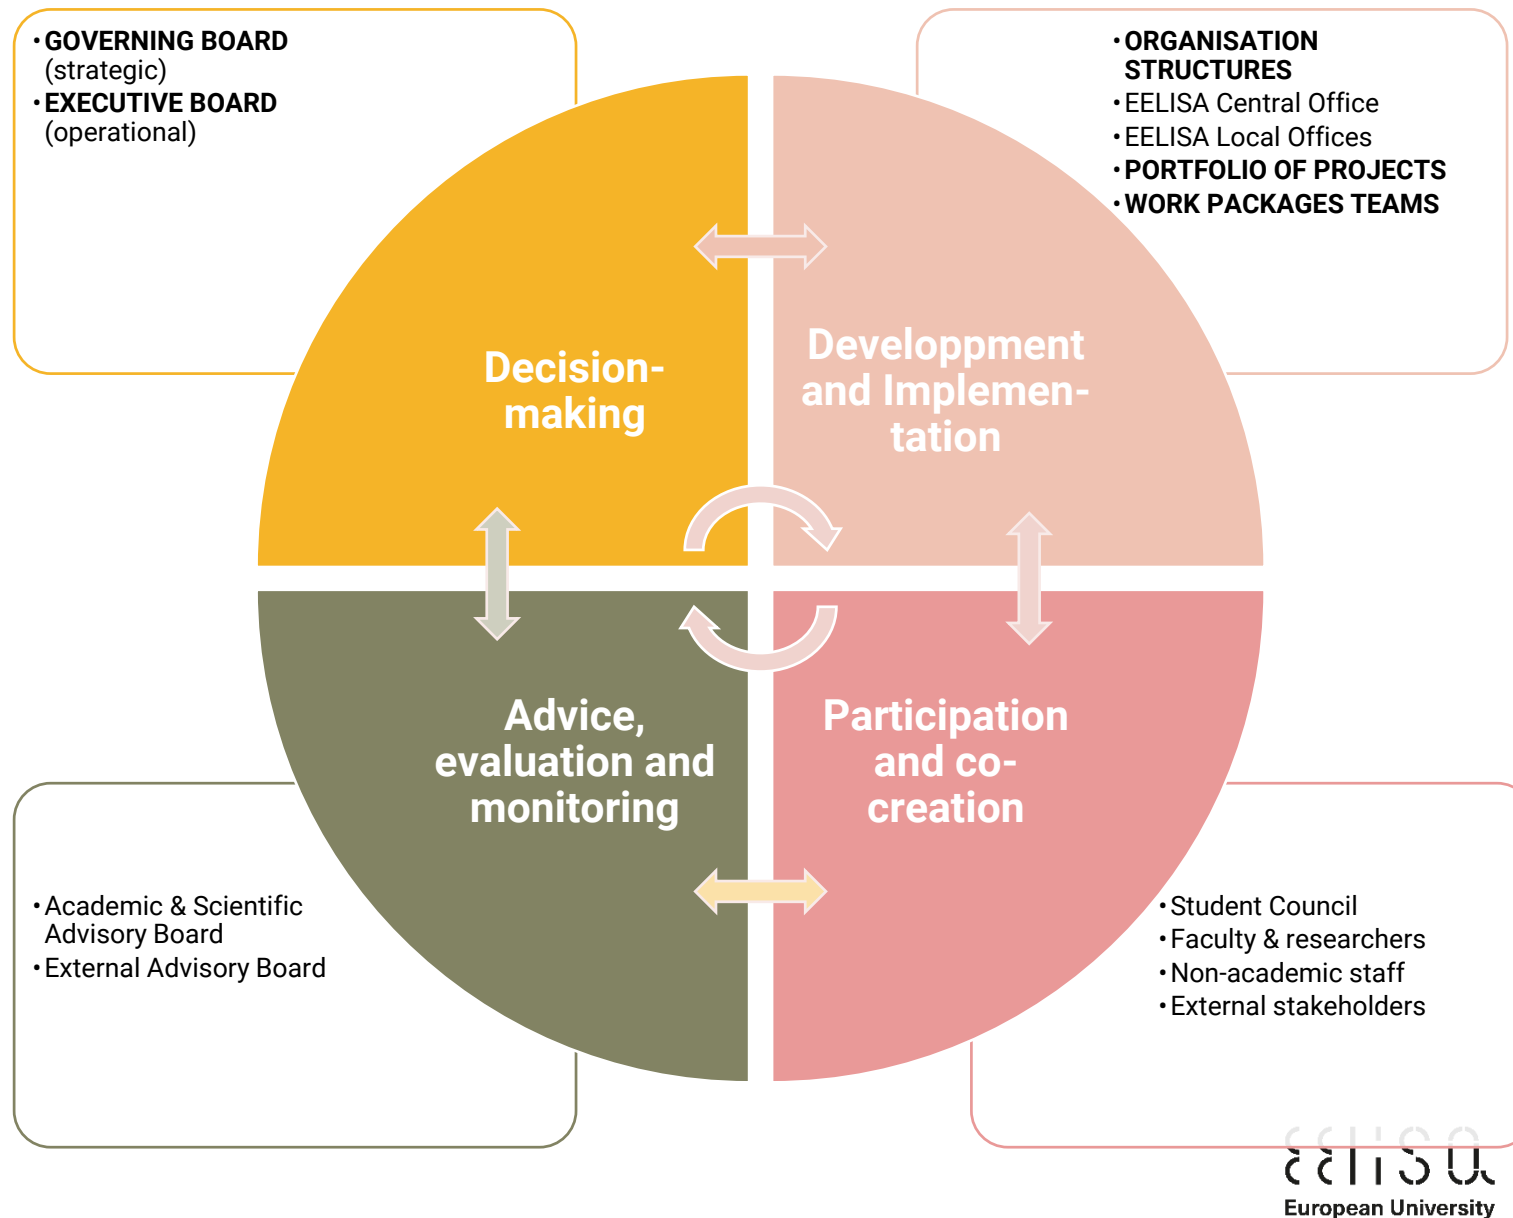 •GOVERNING BOARD
(strategic)
•EXECUTIVE BOARD
(operational)
•ORGANISATION
STRUCTURES
•EELISA Central Office
•EELISA Local Offices
•PORTFOLIO OF PROJECTS
•WORK PACKAGES TEAMS
Decision-
making
Developpment
and Implemen-
tation
Advice,
evaluation and
monitoring
Participation
and co-
creation
•Academic & Scientific
Advisory Board
•External Advisory Board
•Student Council
•Faculty & researchers
•Non-academic staff
•External stakeholders
EELISA
European University